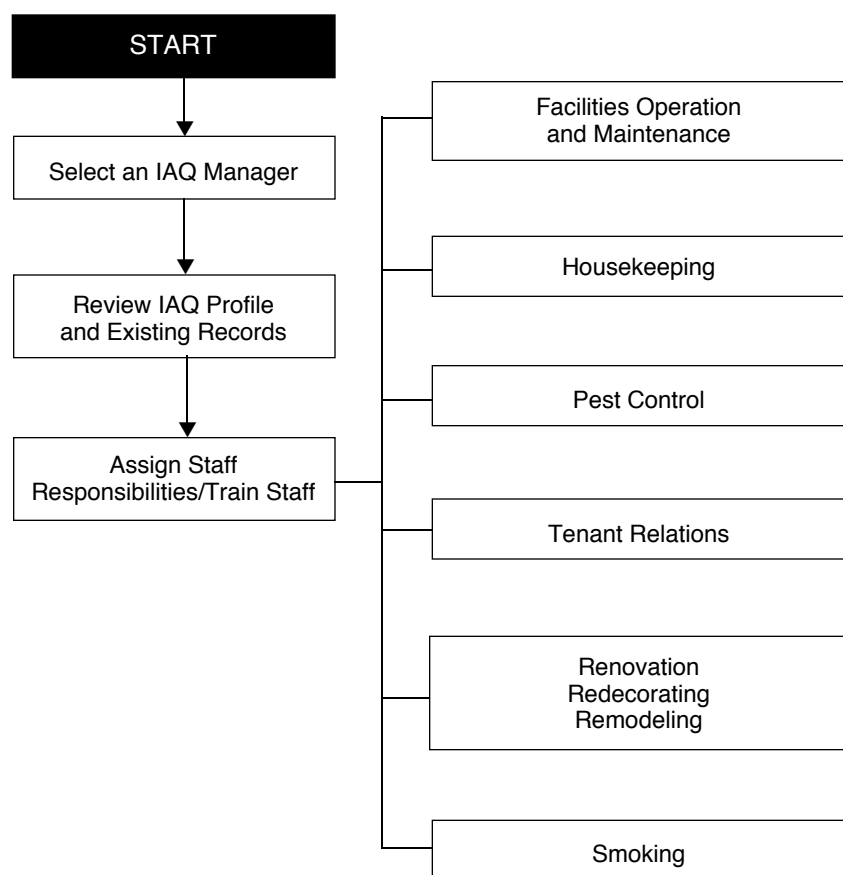 START
Select an IAQ Manager
Review IAQ Profile
and Existing Records
Assign Staff
Responsibilities/Train Staff
Facilities Operation
and Maintenance
Housekeeping
Pest Control
Tenant Relations
Renovation
Redecorating
Remodeling
Smoking